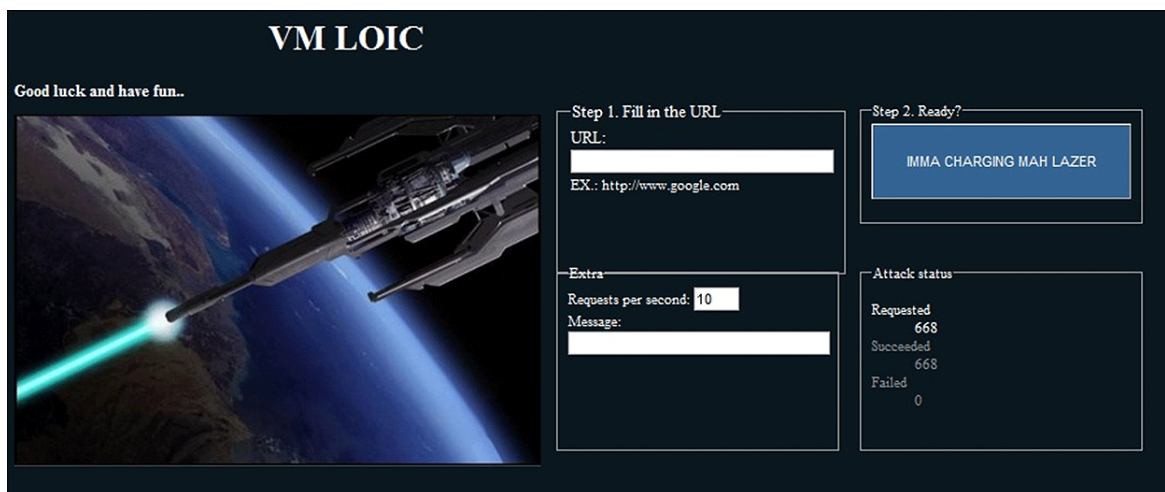 VM LOIC
Good luck and have fun..
Step 1. Fill in the URL
URL:
EX.: http://www.google.com
Step 2. Ready?
IMMA CHARGING MAH LAZER
Extra
Requests per second: 10
Message:
Attack status
Requested
668
Succeeded
668
Failed
0